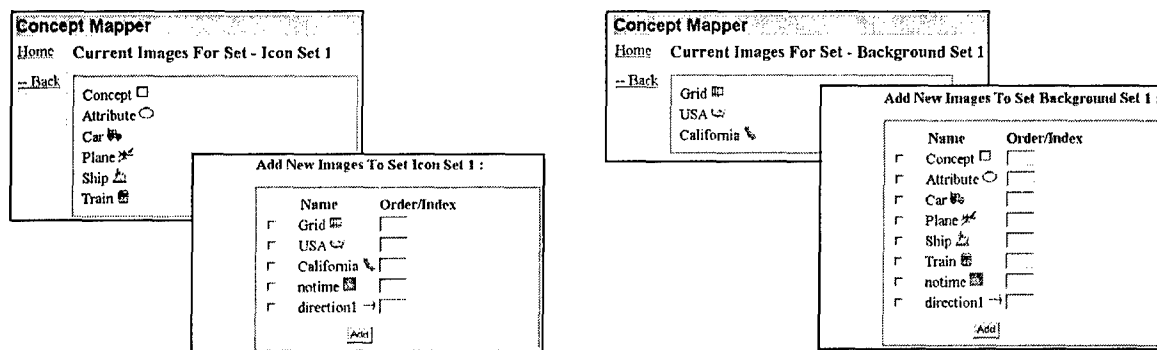 Concept Mapper
Home Current Images For Set - Icon Set 1
-- Back
Concept
Attribute
Car
Plane
Ship
Train
Add New Images To Set Icon Set 1 :
Name Order/Index
Grid
USA
California
notime
direction1
Add
Concept Mapper
Home Current Images For Set - Background Set 1
-- Back
Grid
USA
California
Add New Images To Set Background Set 1 :
Name Order/Index
Concept
Attribute
Car
Plane
Ship
Train
notime
direction1
Add